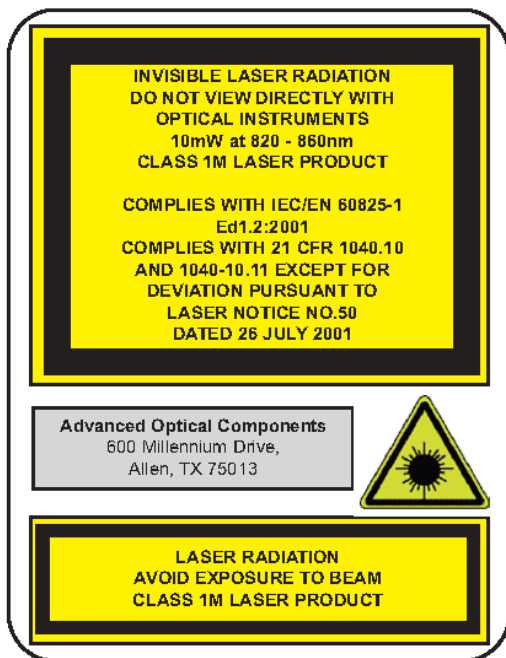 INVISIBLE LASER RADIATION
DO NOT VIEW DIRECTLY WITH
OPTICAL INSTRUMENTS
10mW at 820 - 860nm
CLASS 1M LASER PRODUCT
COMPLIES WITH IEC/EN 60825-1
Ed1.2:2001
COMPLIES WITH 21 CFR 1040.10
AND 1040-10.11 EXCEPT FOR
DEVIATION PURSUANT TO
LASER NOTICE NO.50
DATED 26 JULY 2001
Advanced Optical Components
600 Millennium Drive,
Allen, TX 75013
LASER RADIATION
AVOID EXPOSURE TO BEAM
CLASS 1M LASER PRODUCT